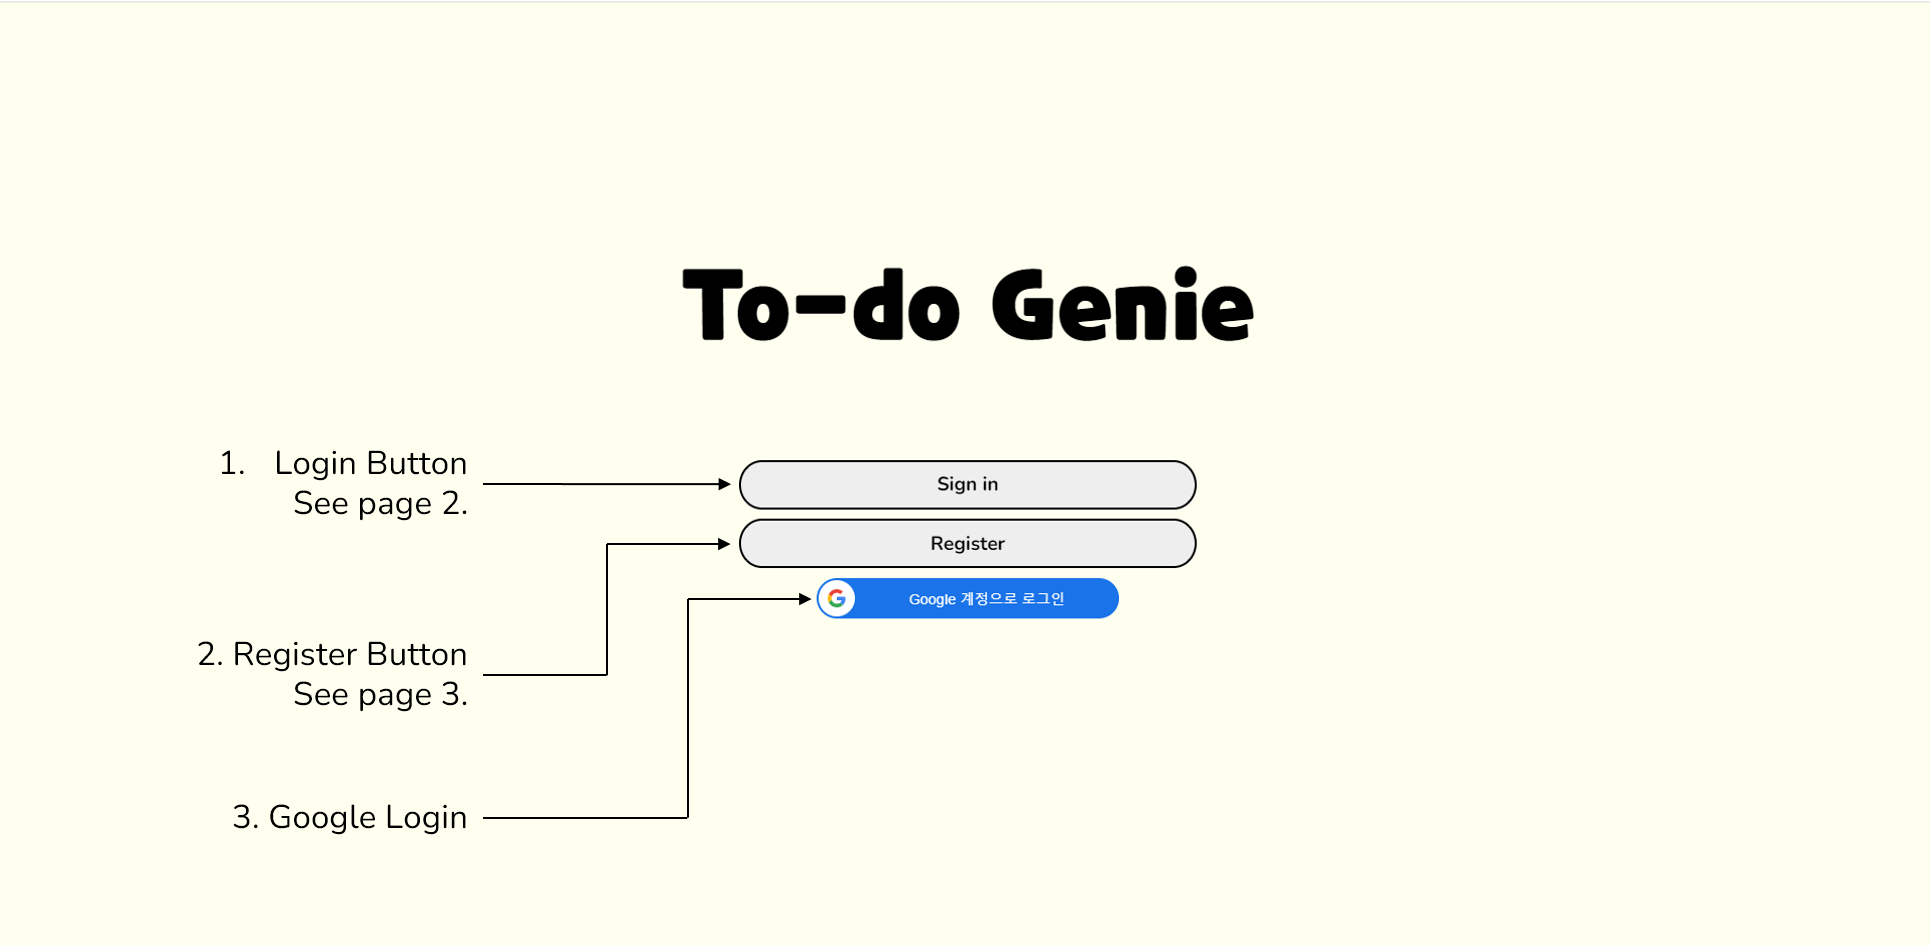 To-do Genie
1. Login Button
See page 2.
Sign in
Register
Google 계정으로 로그인
2. Register Button
See page 3.
3. Google Login